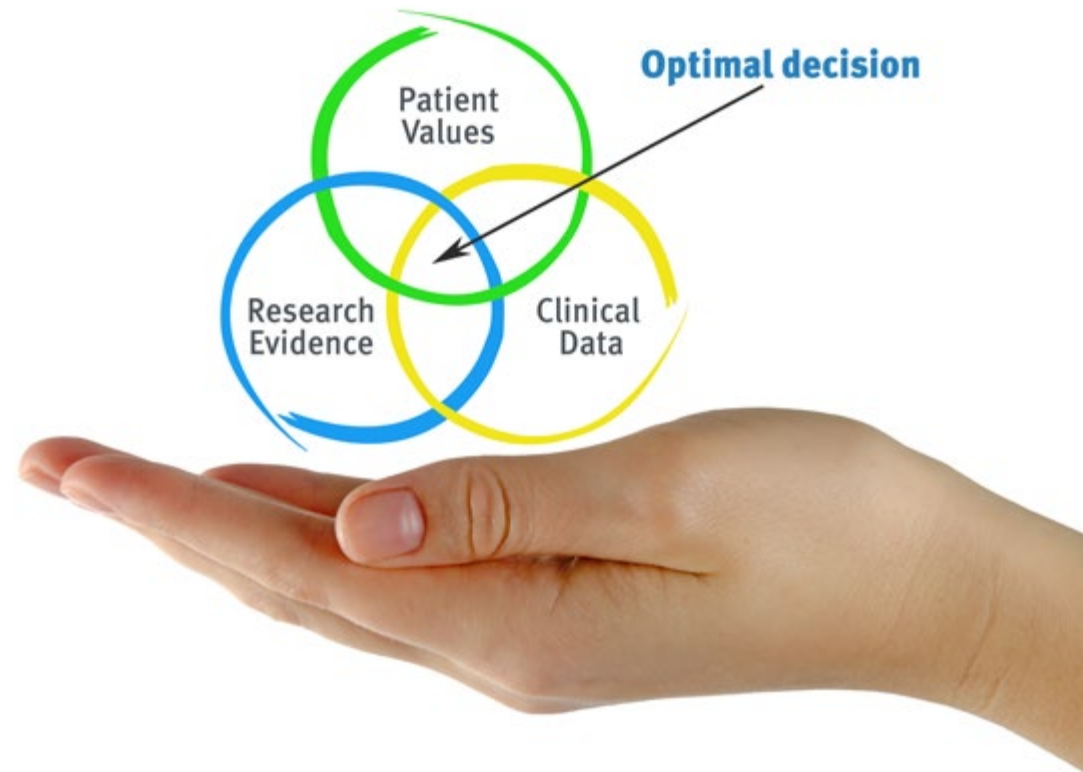 Optimal decision
Patient
Values
Research
Evidence
Clinical
Data